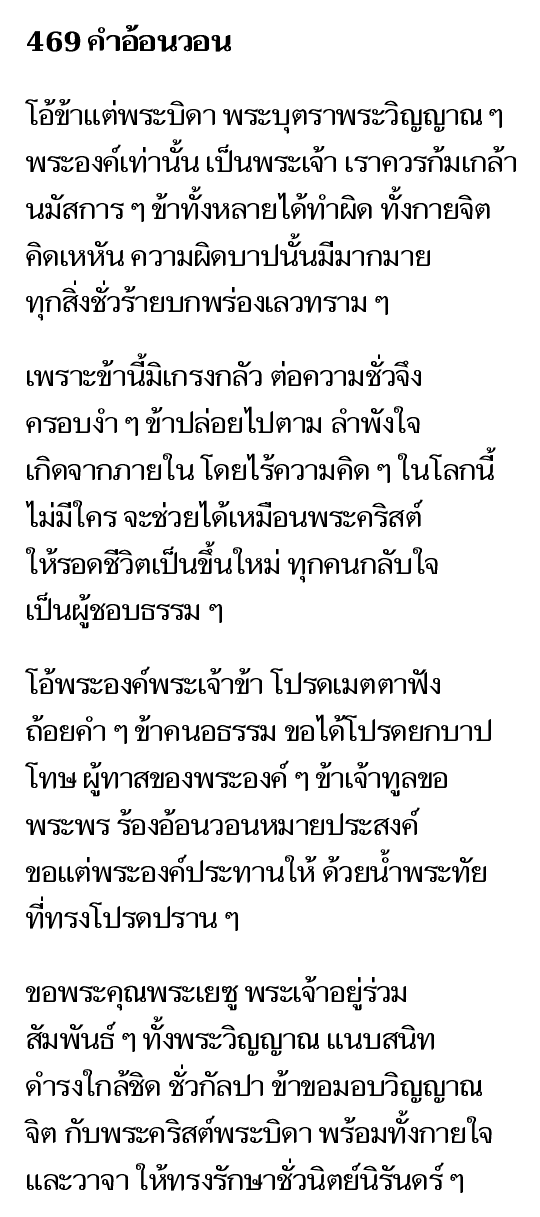 469 คำอ้อนวอน
โอ้ข้าแต่พระบิดา พระบุตราพระวิญญาณ ๆ
พระองค์เท่านั้น เป็นพระเจ้า เราควรก้มเกล้า
นมัสการ ๆ ข้าทั้งหลายได้ทำผิด ทั้งกายจิต
คิดเหหัน ความผิดบาปนั้นมีมากมาย
ทุกสิ่งชั่วร้ายบกพร่องเลวทราม ๆ
เพราะข้านี้มิเกรงกลัว ต่อความชั่วจึง
ครอบงำ ๆ ข้าปล่อยไปตาม ลำพังใจ
เกิดจากภายใน โดยไร้ความคิด ๆ ในโลกนี้
ไม่มีใคร จะช่วยได้เหมือนพระคริสต์
ให้รอดชีวิตเป็นขึ้นใหม่ ทุกคนกลับใจ
เป็นผู้ชอบธรรม ๆ
โอ้พระองค์พระเจ้าข้า โปรดเมตตาฟัง
ถ้อยคำ ๆ ข้าคนอธรรม ขอได้โปรดยกบาป
โทษ ผู้ทาสของพระองค์ ๆ ข้าเจ้าทูลขอ
พระพร ร้องอ้อนวอนหมายประสงค์
ขอแต่พระองค์ประทานให้ ด้วยน้ำพระทัย
ที่ทรงโปรดปราน ๆ
ขอพระคุณพระเยซู พระเจ้าอยู่ร่วม
สัมพันธ์ ๆ ทั้งพระวิญญาณ แนบสนิท
ดำรงใกล้ชิด ชั่วกัลปา ข้าขอมอบวิญญาณ
จิต กับพระคริสต์พระบิดา พร้อมทั้งกายใจ
และวาจา ให้ทรงรักษาชั่วนิตย์นิรันดร์ ๆ